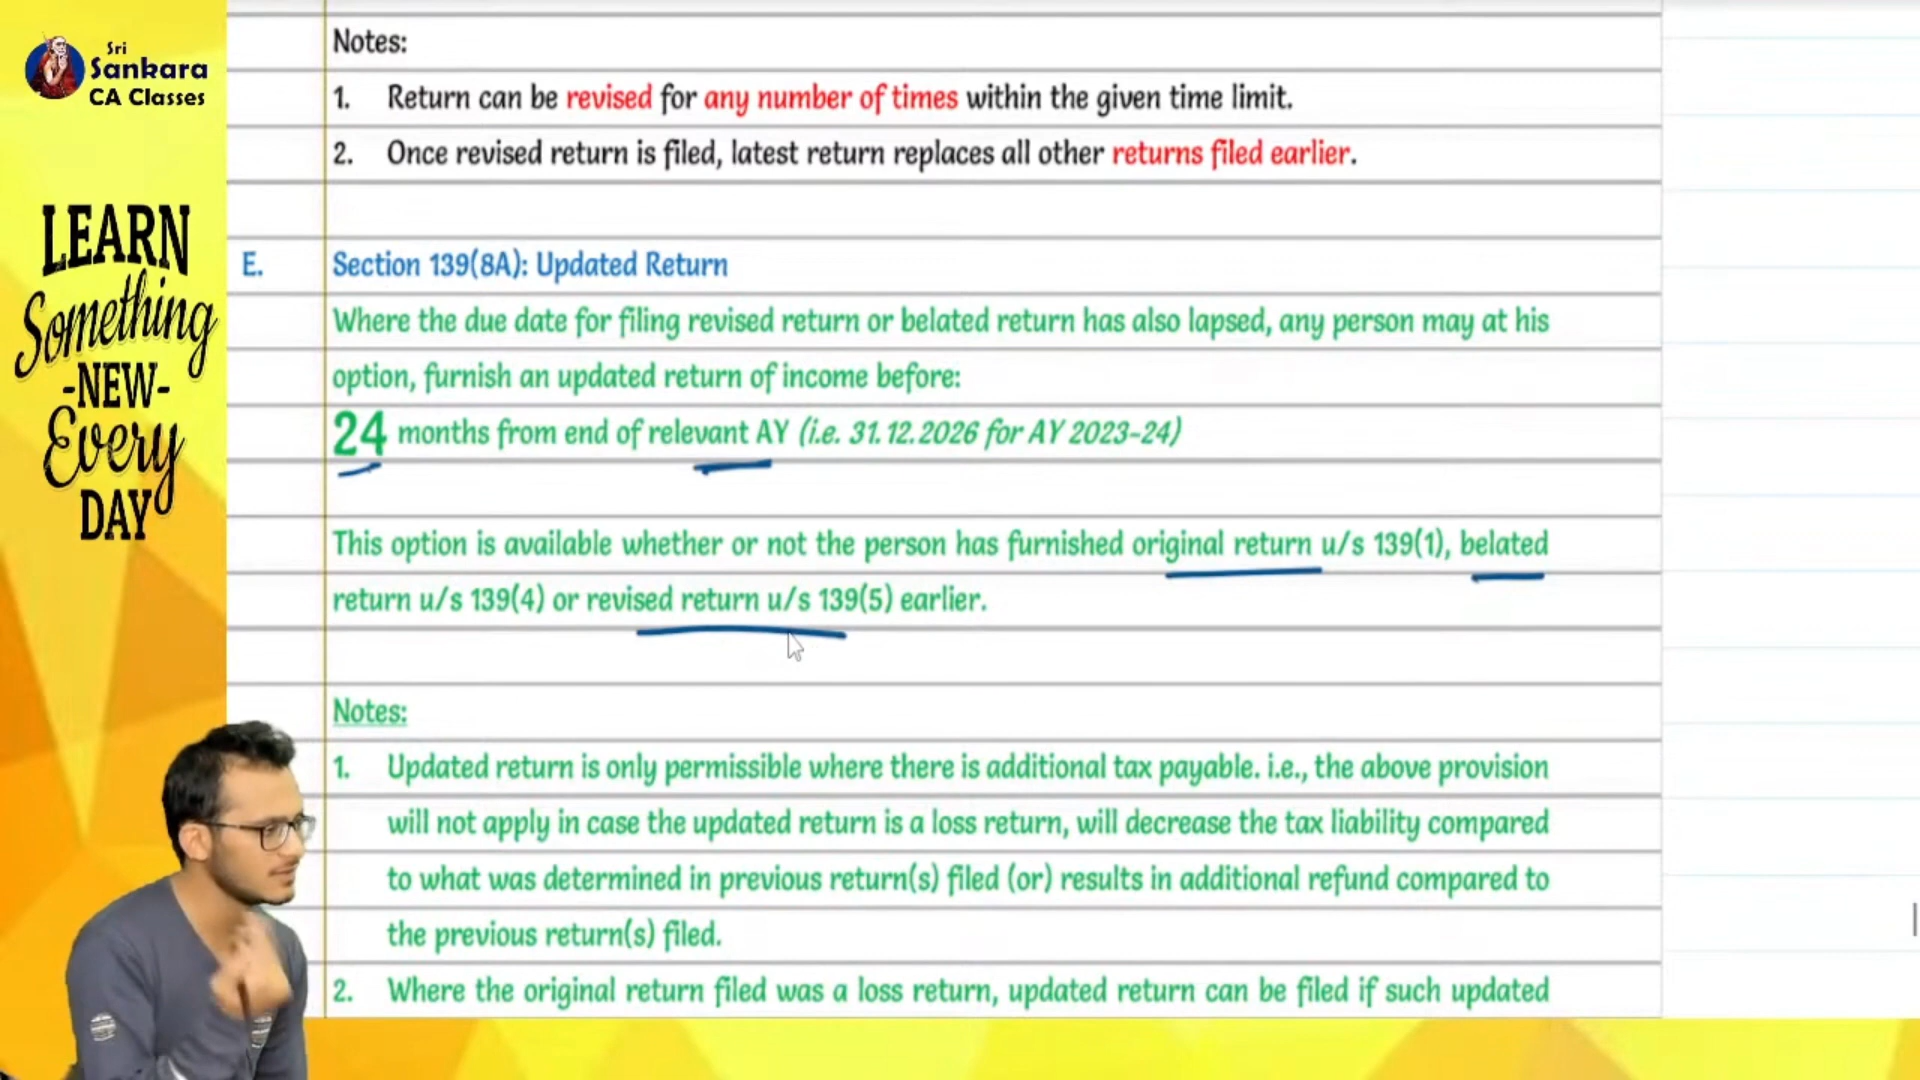 Sri
Sankara
CA Classes
LEARN
Something
-NEW-
Every
DAY
Notes:
1. Return can be revised for any number of times within the given time limit.
2. Once revised return is filed, latest return replaces all other returns filed earlier.
E. Section 139(8A): Updated Return
Where the due date for filing revised return or belated return has also lapsed, any person may at his
option, furnish an updated return of income before:
24 months from end of relevant AY (i.e. 31.12.2026 for AY 2023-24)
This option is available whether or not the person has furnished original return u/s 139(1), belated
return u/s 139(4) or revised return u/s 139(5) earlier.
Notes:
1. Updated return is only permissible where there is additional tax payable. i.e., the above provision
will not apply in case the updated return is a loss return, will decrease the tax liability compared
to what was determined in previous return(s) filed (or) results in additional refund compared to
the previous return(s) filed.
2. Where the original return filed was a loss return, updated return can be filed if such updated